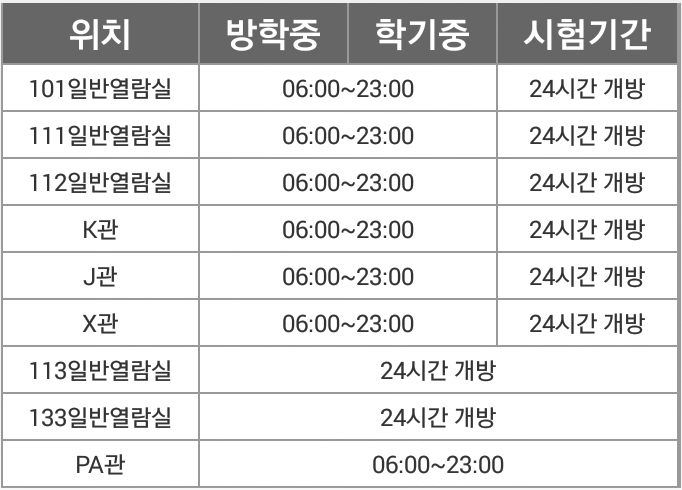 위치 방학중 학기중 시험기간
101일반열람실 06:00~23:00 24시간 개방
111일반열람실 06:00~23:00 24시간 개방
112일반열람실 06:00~23:00 24시간 개방
K관 06:00~23:00 24시간 개방
J관 06:00~23:00 24시간 개방
X관 06:00~23:00 24시간 개방
113일반열람실 24시간 개방
133일반열람실 24시간 개방
PA관 06:00~23:00